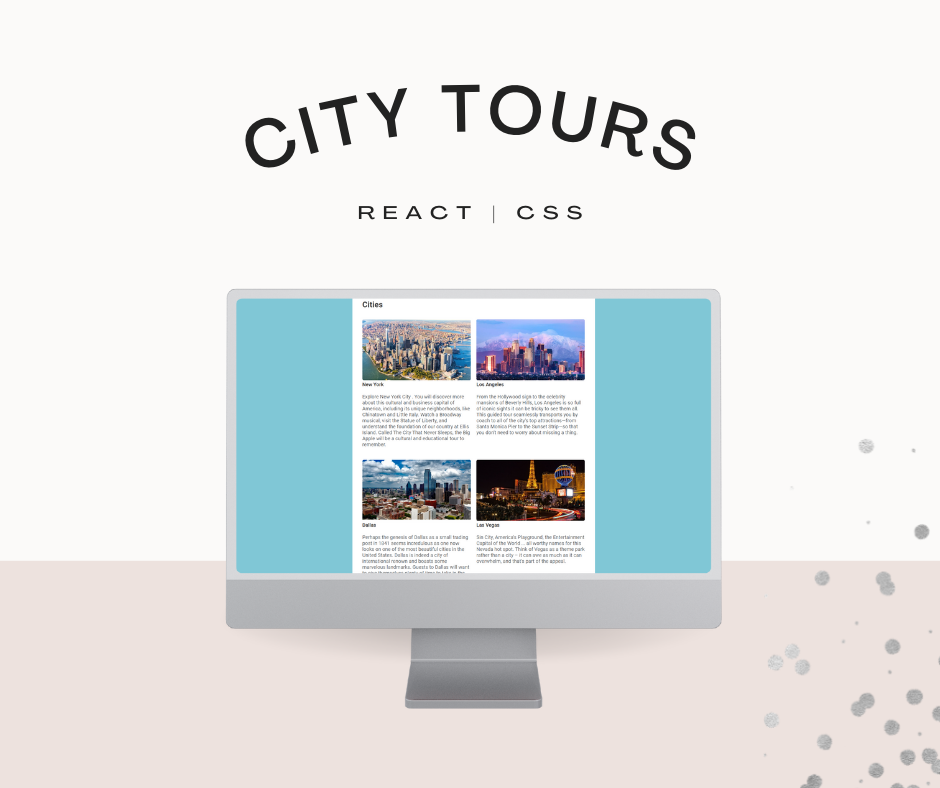 CITY TOURS
REACT | CSS
Cities
New York
Los Angeles
Explore New York City . You will discover more
about this cultural and business capital of
America, including its unique neighborhoods, like
Chinatown and Little Italy. Watch a Broadway
musical, visit the Statue of Liberty, and
understand the foundation of our country at Ellis
Island. Called The City That Never Sleeps, the Big
Apple will be a cultural and educational tour to
remember.
From the Hollywood sign to the celebrity
mansions of Beverly Hills, Los Angeles is so full
of iconic sights it can be tricky to see them all.
This guided tour seamlessly transports you by
coach to all of the city's top attractions—from
Santa Monica Pier to the Sunset Strip—so that
you don't need to worry about missing a thing.
Dallas
Las Vegas
Perhaps the genesis of Dallas as a small trading
post in 1841 seems incredulous as one now
looks on one of the most beautiful cities in the
United States. Dallas is indeed a city of
international renown and boasts some
marvelous landmarks. Guests to Dallas will want
Sin City, America's Playground, the Entertainment
Capital of the World ... all worthy names for this
Nevada hot spot. Think of Vegas as a theme park
rather than a city – it can awe as much as it can
overwhelm, and that's part of the appeal.